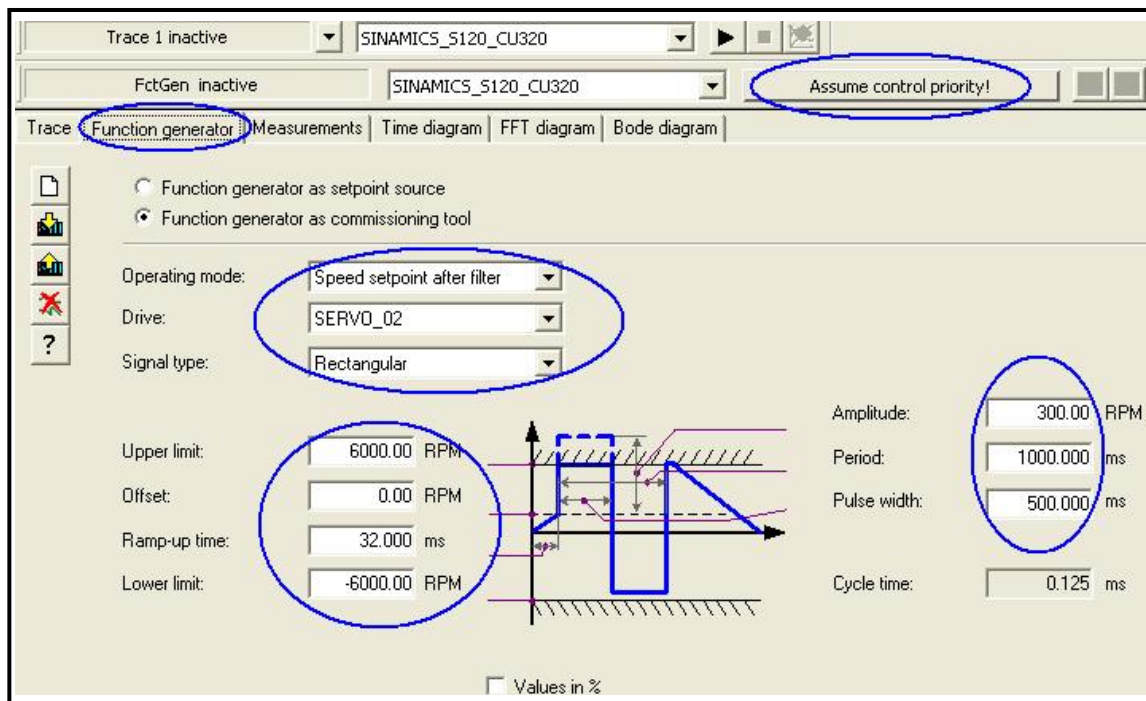 Trace 1 inactive SINAMICS_S120_CU320
FctGen inactive SINAMICS_S120_CU320 Assume control priority!
Trace Function generator Measurements Time diagram FFT diagram Bode diagram
Function generator as setpoint source
Function generator as commissioning tool
Operating mode: Speed setpoint after filter
Drive: SERVO_02
Signal type: Rectangular
?
Upper limit: 6000.00 RPM
Offset: 0.00 RPM
Ramp-up time: 32.000 ms
Lower limit: -6000.00 RPM
Amplitude: 300.00 RPM
Period: 1000.000 ms
Pulse width: 500.000 ms
Cycle time: 0.125 ms
Values in %